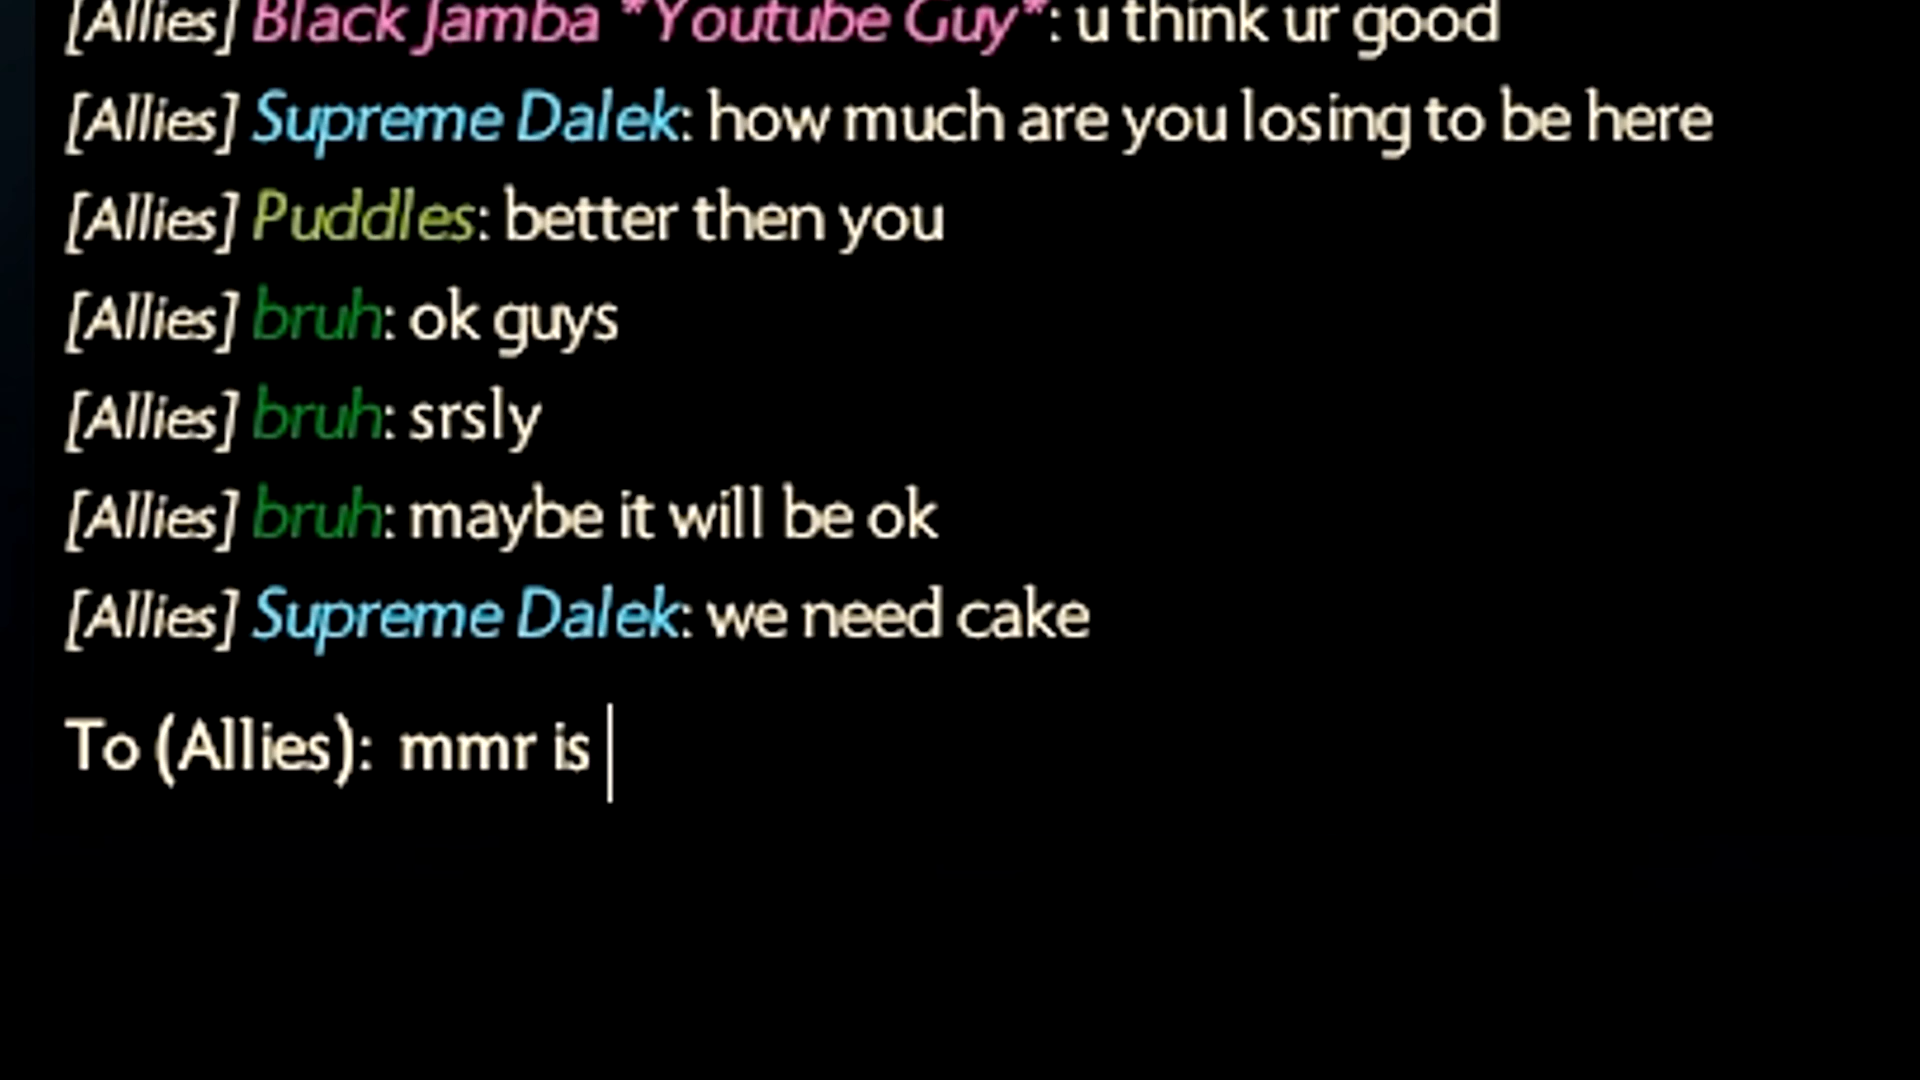 [Allies] Black Jamba *Youtube Guy*: u think ur good
[Allies] Supreme Dalek: how much are you losing to be here
[Allies] Puddles: better then you
[Allies] bruh: ok guys
[Allies] bruh: srsly
[Allies] bruh: maybe it will be ok
[Allies] Supreme Dalek: we need cake
To (Allies): mmr is